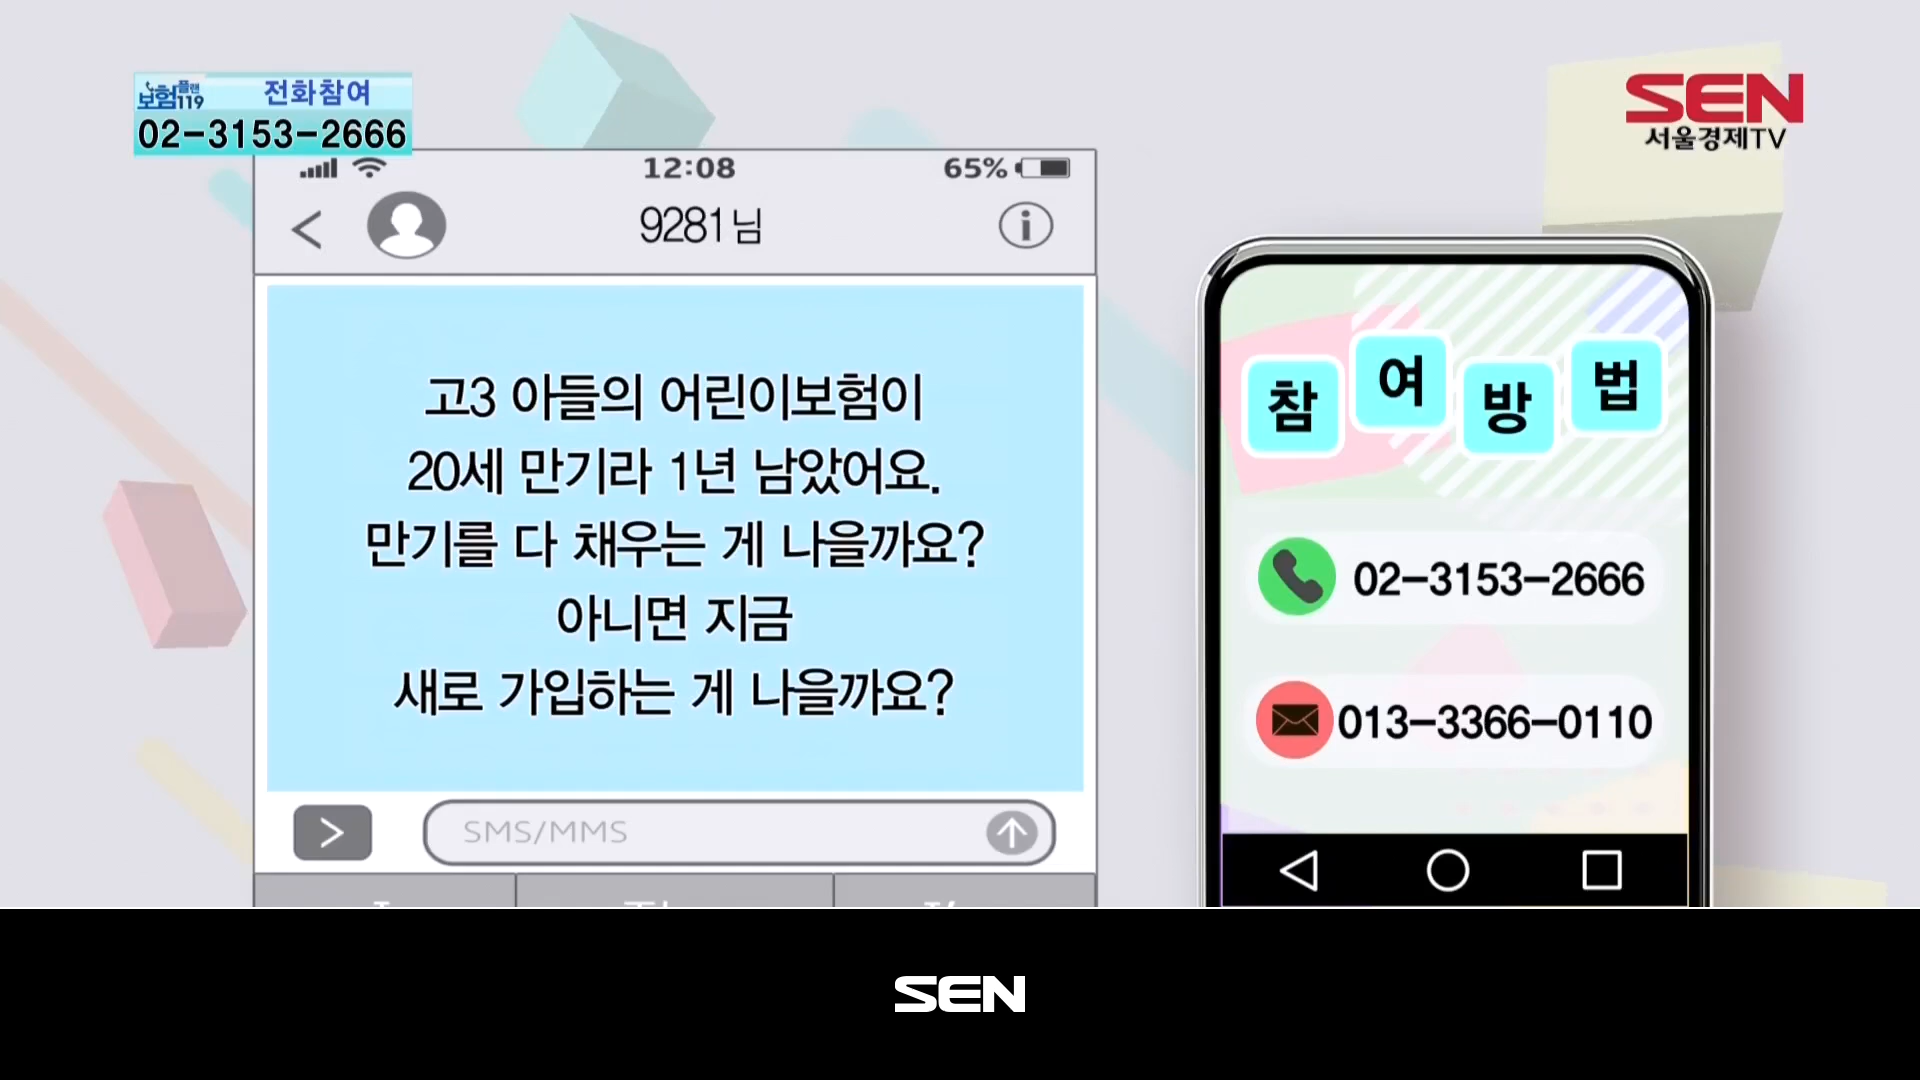 보험플랜119 전화참여
02-3153-2666
SEN
서울경제TV
12:08
65%
9281님
고3 아들의 어린이보험이
20세 만기라 1년 남았어요.
만기를 다 채우는 게 나을까요?
아니면 지금
새로 가입하는 게 나을까요?
SMS/MMS
참여방법
02-3153-2666
013-3366-0110
SEN